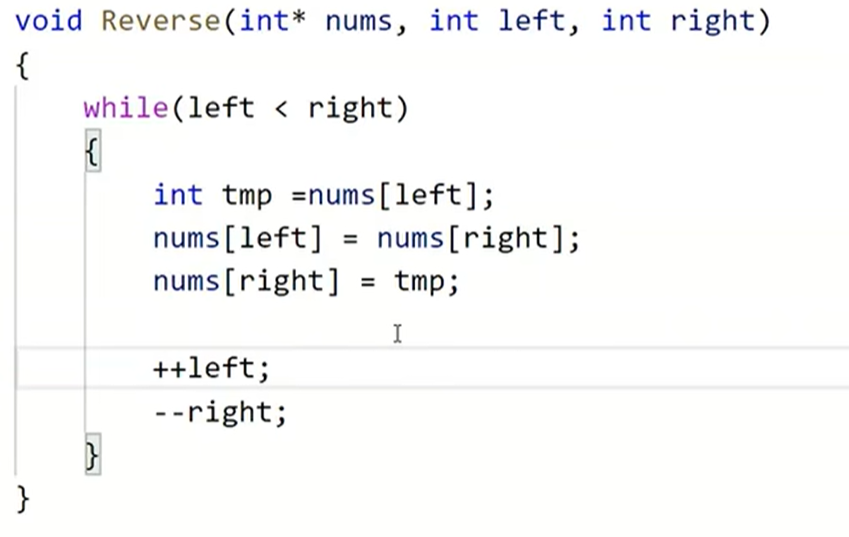 void Reverse(int* nums, int left, int right)
{
    while(left < right)
    {
        int tmp =nums[left];
        nums[left] = nums[right];
        nums[right] = tmp;

        ++left;
        --right;
    }
}